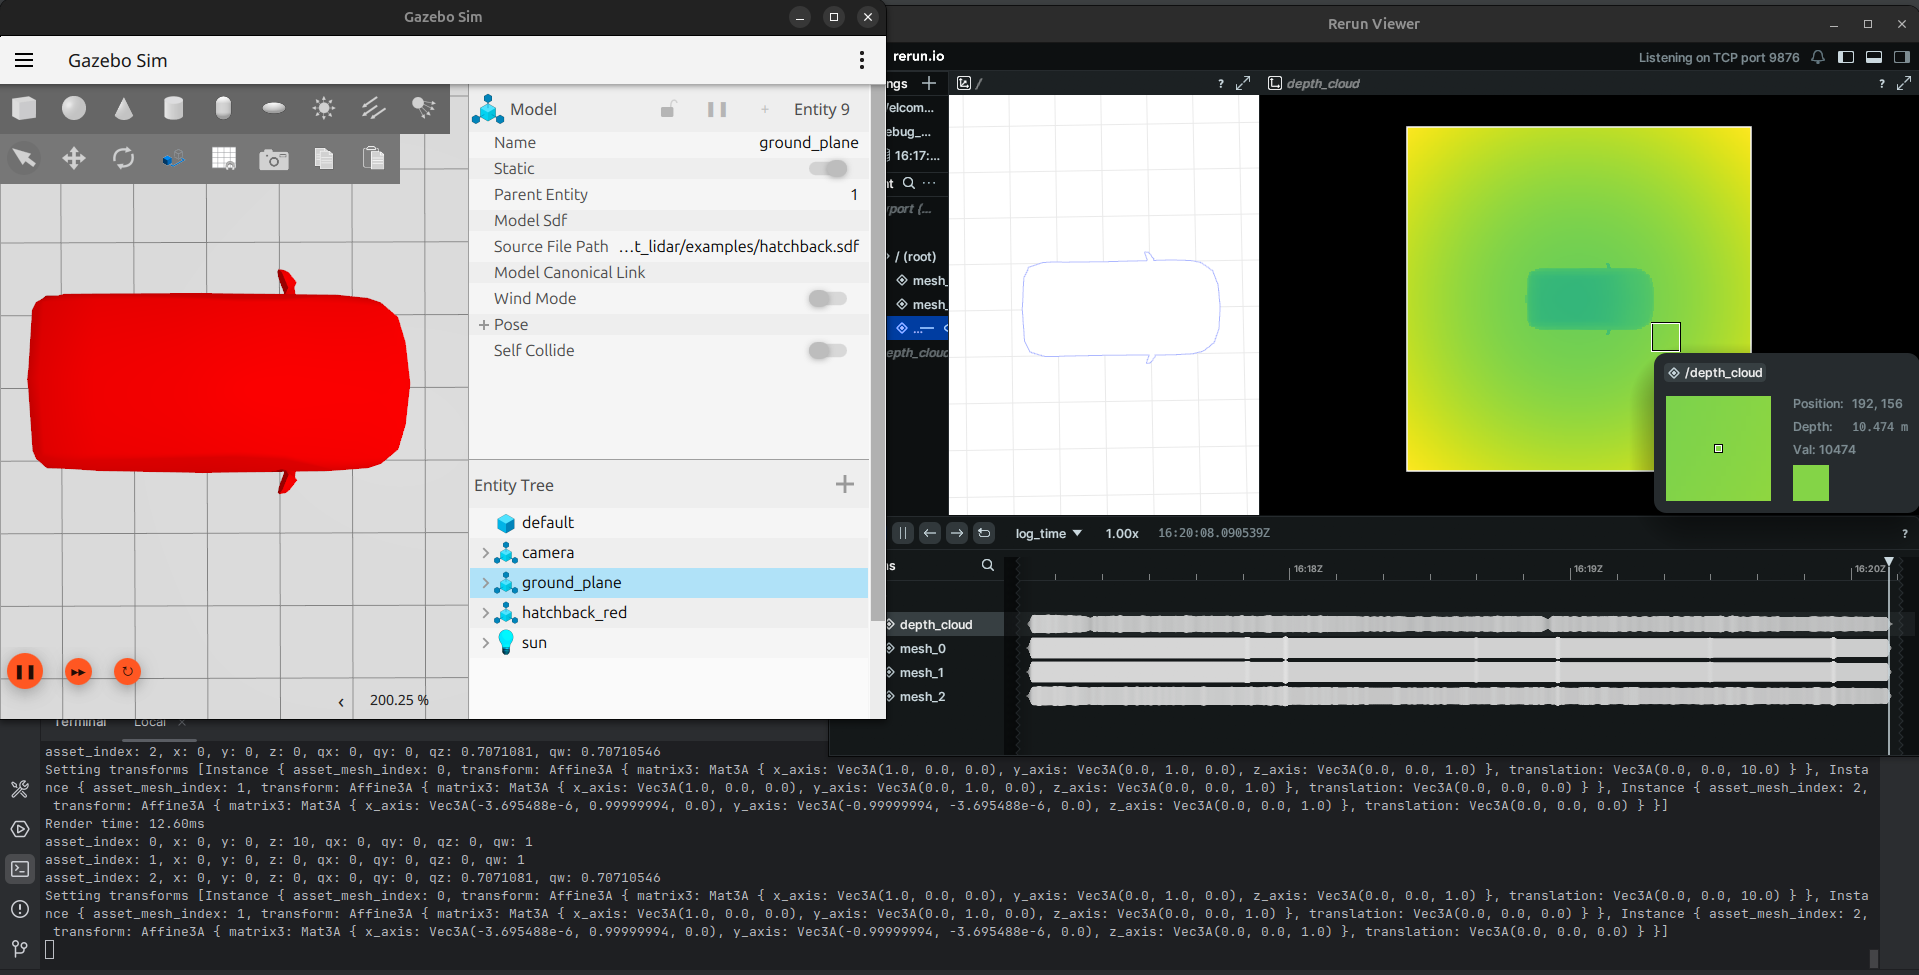 Gazebo Sim
Gazebo Sim
Model
Entity 9
Name ground_plane
Static
Parent Entity 1
Model Sdf
Source File Path ...t_lidar/examples/hatchback.sdf
Model Canonical Link
Wind Mode
Pose
Self Collide
Entity Tree
default
camera
ground_plane
hatchback_red
sun
200.25 %
Rerun Viewer
rerun.io
Listening on TCP port 9876
ngs
/
?
depth_cloud
?
elcom...
ebug_...
16:17:...
nt
port (...
/ (root)
mesh_
mesh_
...
epth_cloud
/depth_cloud
Position: 192, 156
Depth: 10.474 m
Val: 10474
log_time 1.00x 16:20:08.090539Z
?
s
16:18Z 16:19Z 16:20Z
depth_cloud
mesh_0
mesh_1
mesh_2
Terminal Local
asset_index: 2, x: 0, y: 0, z: 0, qx: 0, qy: 0, qz: 0.7071081, qw: 0.70710546
Setting transforms [Instance { asset_mesh_index: 0, transform: Affine3A { matrix3: Mat3A { x_axis: Vec3A(1.0, 0.0, 0.0), y_axis: Vec3A(0.0, 1.0, 0.0), z_axis: Vec3A(0.0, 0.0, 1.0) }, translation: Vec3A(0.0, 0.0, 10.0) } }, Insta
nce { asset_mesh_index: 1, transform: Affine3A { matrix3: Mat3A { x_axis: Vec3A(1.0, 0.0, 0.0), y_axis: Vec3A(0.0, 1.0, 0.0), z_axis: Vec3A(0.0, 0.0, 1.0) }, translation: Vec3A(0.0, 0.0, 0.0) } }, Instance { asset_mesh_index: 2,
transform: Affine3A { matrix3: Mat3A { x_axis: Vec3A(-3.695488e-6, 0.99999994, 0.0), y_axis: Vec3A(-0.99999994, -3.695488e-6, 0.0), z_axis: Vec3A(0.0, 0.0, 1.0) }, translation: Vec3A(0.0, 0.0, 0.0) } }]
Render time: 12.60ms
asset_index: 0, x: 0, y: 0, z: 10, qx: 0, qy: 0, qz: 0, qw: 1
asset_index: 1, x: 0, y: 0, z: 0, qx: 0, qy: 0, qz: 0, qw: 1
asset_index: 2, x: 0, y: 0, z: 0, qx: 0, qy: 0, qz: 0.7071081, qw: 0.70710546
Setting transforms [Instance { asset_mesh_index: 0, transform: Affine3A { matrix3: Mat3A { x_axis: Vec3A(1.0, 0.0, 0.0), y_axis: Vec3A(0.0, 1.0, 0.0), z_axis: Vec3A(0.0, 0.0, 1.0) }, translation: Vec3A(0.0, 0.0, 10.0) } }, Insta
nce { asset_mesh_index: 1, transform: Affine3A { matrix3: Mat3A { x_axis: Vec3A(1.0, 0.0, 0.0), y_axis: Vec3A(0.0, 1.0, 0.0), z_axis: Vec3A(0.0, 0.0, 1.0) }, translation: Vec3A(0.0, 0.0, 0.0) } }, Instance { asset_mesh_index: 2,
transform: Affine3A { matrix3: Mat3A { x_axis: Vec3A(-3.695488e-6, 0.99999994, 0.0), y_axis: Vec3A(-0.99999994, -3.695488e-6, 0.0), z_axis: Vec3A(0.0, 0.0, 1.0) }, translation: Vec3A(0.0, 0.0, 0.0) } }]